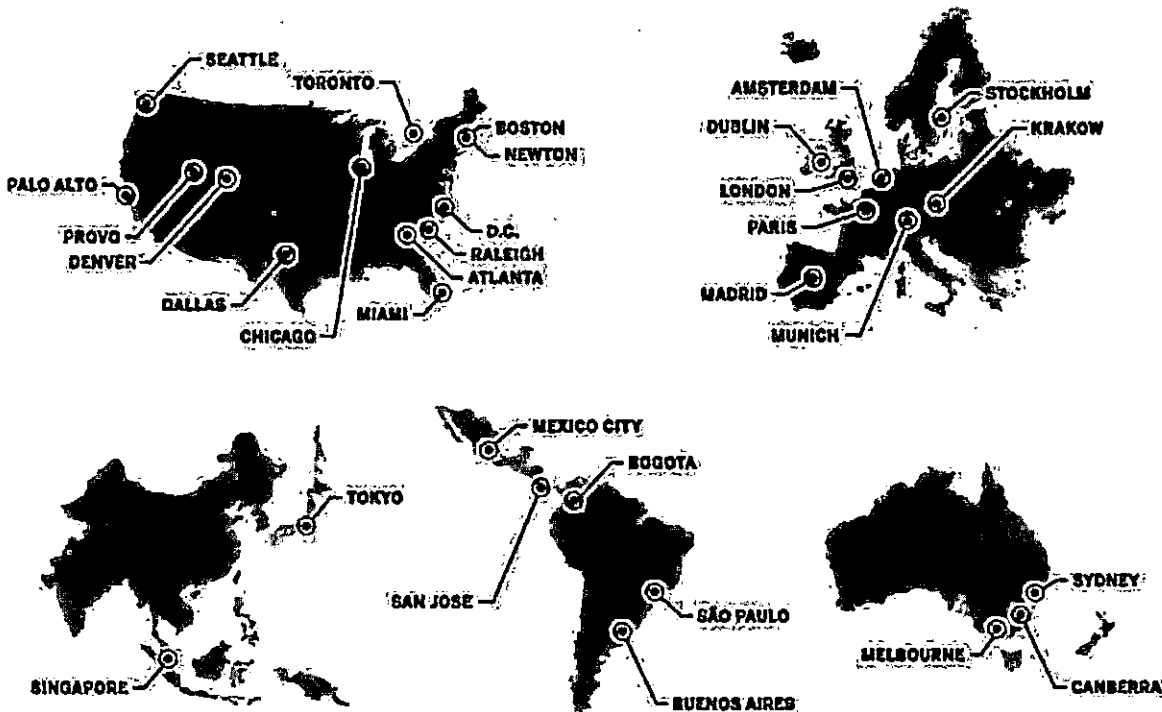 SEATTLE
TORONTO
BOSTON
NEWTON
PALO ALTO
PROVO
DENVER
D.C.
RALEIGH
ATLANTA
DALLAS
MIAMI
CHICAGO
AMSTERDAM
STOCKHOLM
DUBLIN
KRAKOW
LONDON
PARIS
MADRID
MUNICH
TOKYO
SINGAPORE
MEXICO CITY
BOGOTA
SAN JOSE
SÃO PAULO
BUENOS AIRES
SYDNEY
MELBOURNE
CANBERRA